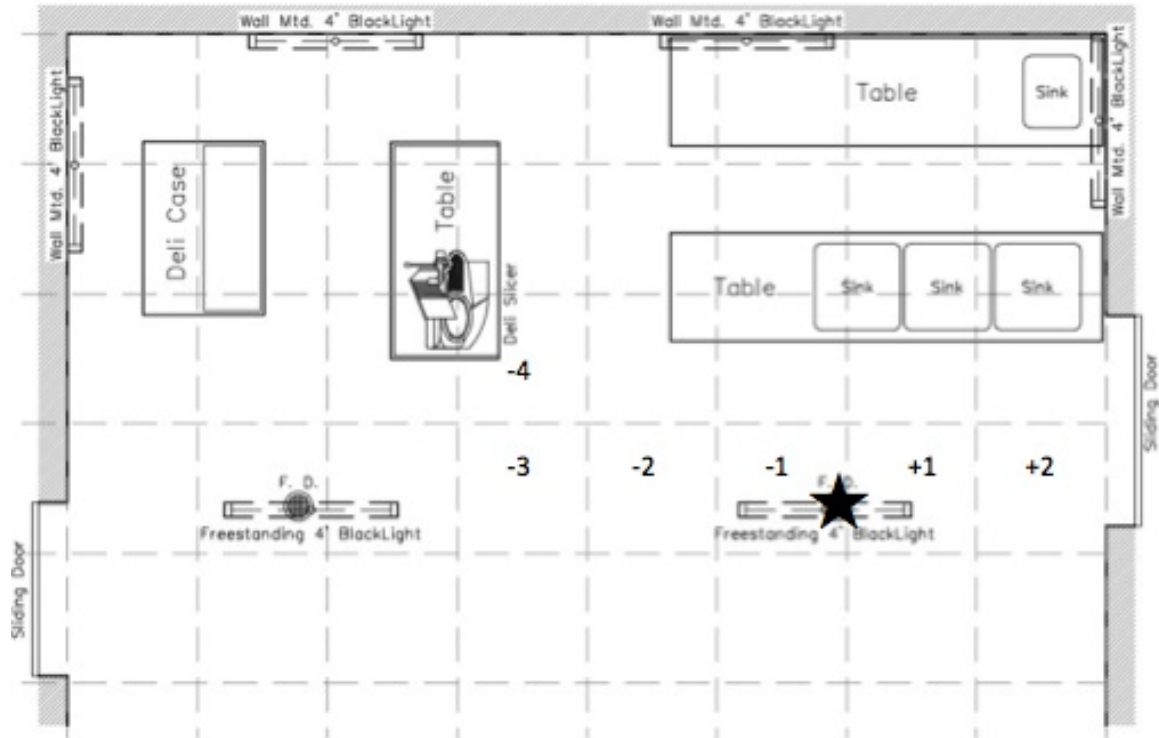 Wall Mtd. 4' BlackLight
Wall Mtd. 4' BlackLight
Wall Mtd. 4' BlackLight
Wall Mtd. 4' BlackLight
Table
Sink
Deli Case
Table
Deli Slicer
Table
Sink
Sink
Sink
-4
Sliding Door
-3
-2
-1
+1
+2
F. D.
F. D.
Freestanding 4' BlackLight
Freestanding 4' BlackLight
Sliding Door